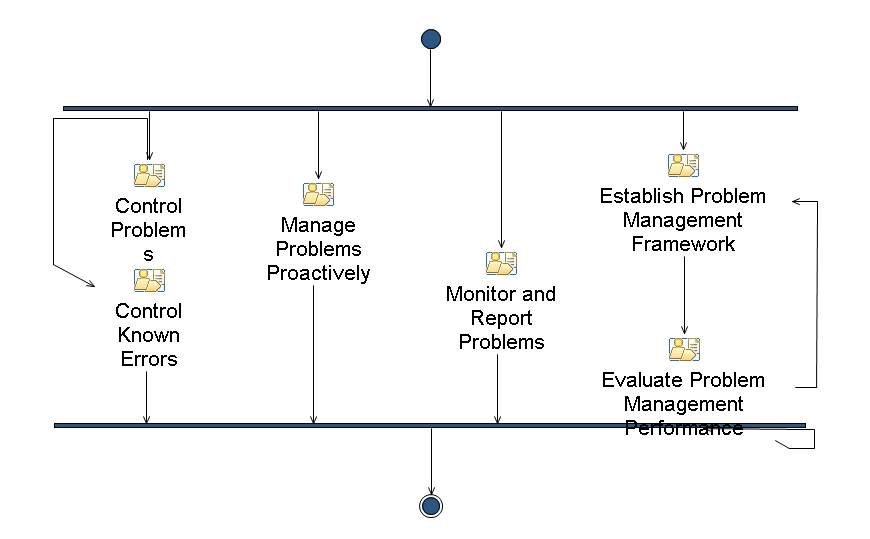 Control
Problem
s
Control
Known
Errors
Manage
Problems
Proactively
Monitor and
Report
Problems
Establish Problem
Management
Framework
Evaluate Problem
Management
Performance